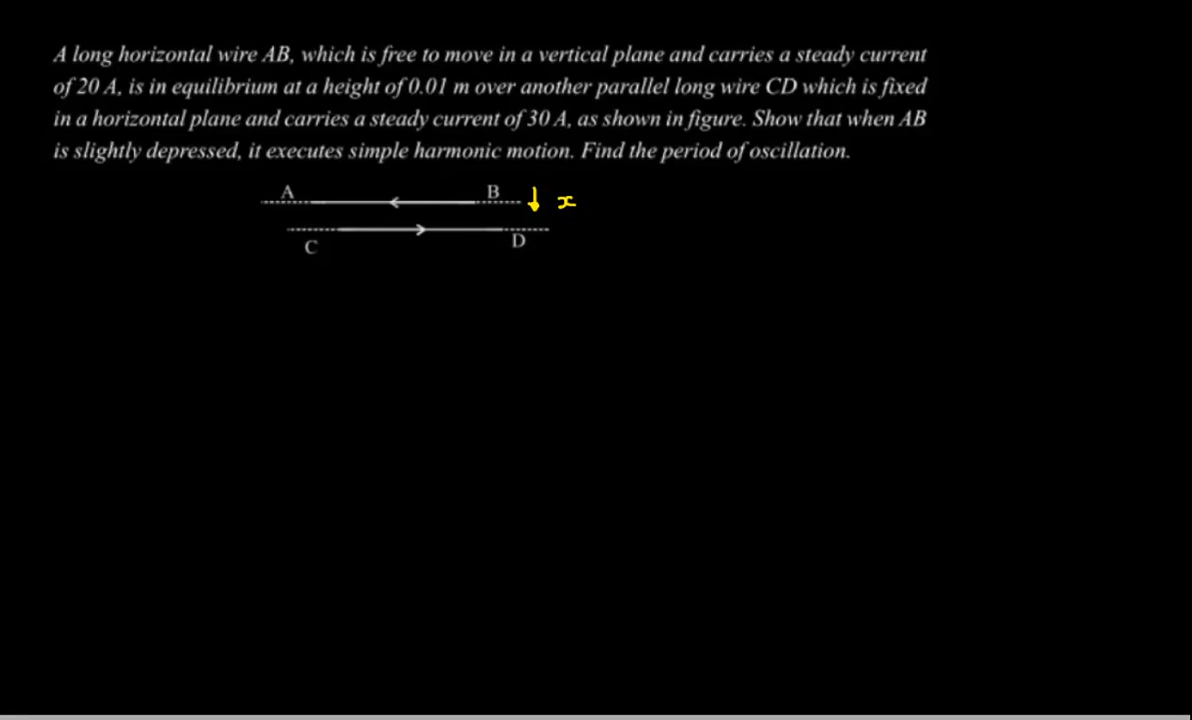 A long horizontal wire AB, which is free to move in a vertical plane and carries a steady current
of 20 A, is in equilibrium at a height of 0.01 m over another parallel long wire CD which is fixed
in a horizontal plane and carries a steady current of 30 A, as shown in figure. Show that when AB
is slightly depressed, it executes simple harmonic motion. Find the period of oscillation.
A B x
C D